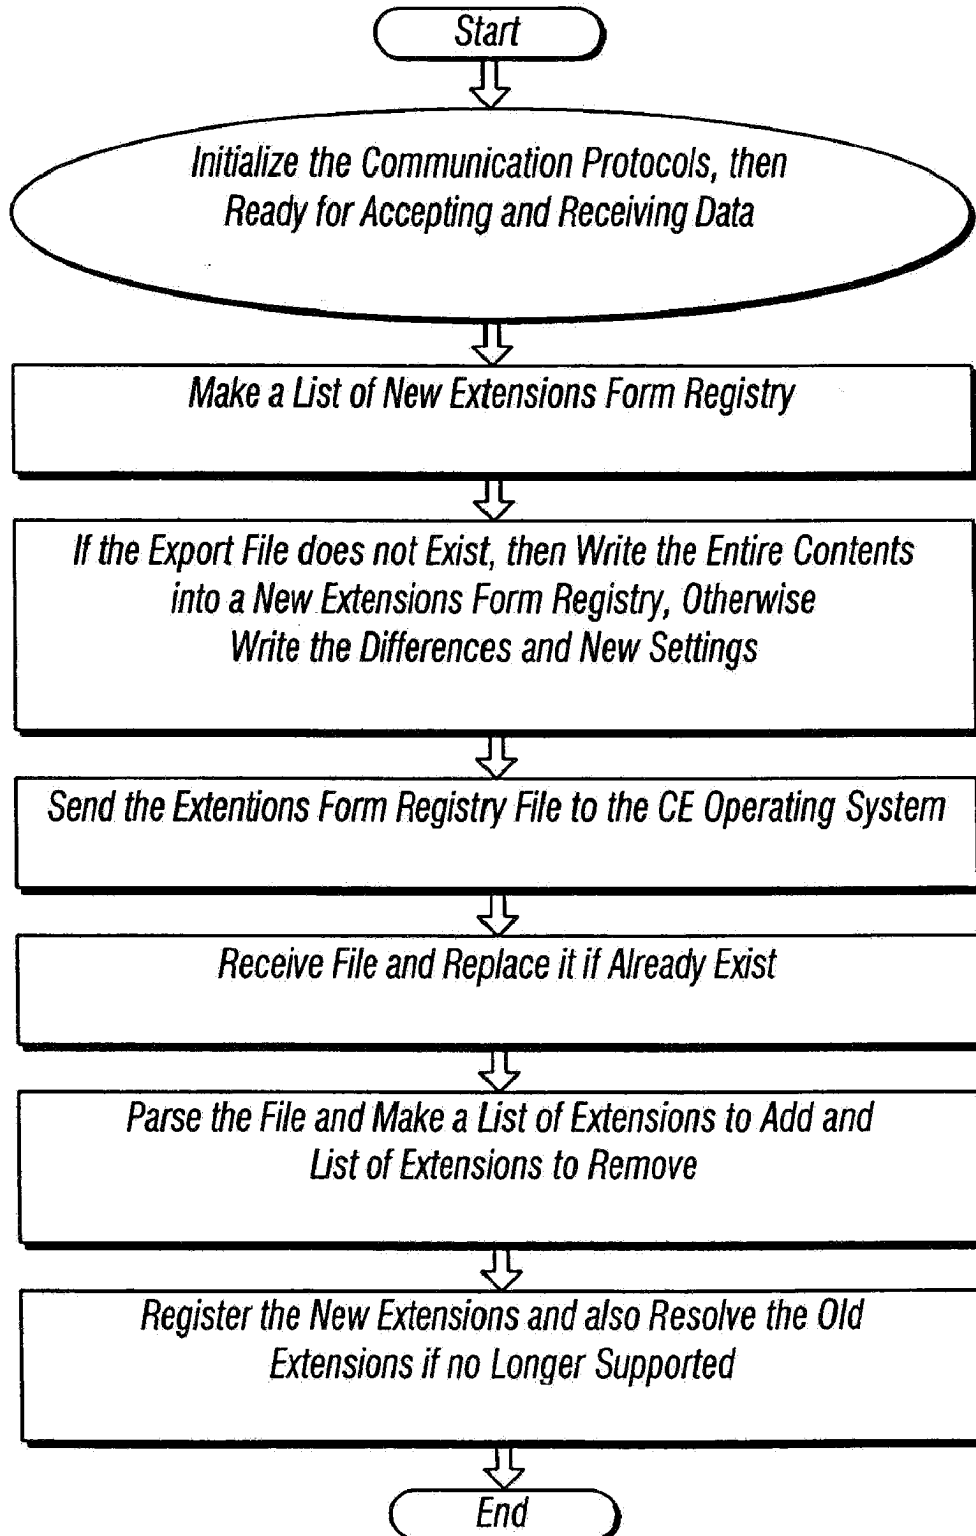 Start
Initialize the Communication Protocols, then
Ready for Accepting and Receiving Data
Make a List of New Extensions Form Registry
If the Export File does not Exist, then Write the Entire Contents
into a New Extensions Form Registry, Otherwise
Write the Differences and New Settings
Send the Extentions Form Registry File to the CE Operating System
Receive File and Replace it if Already Exist
Parse the File and Make a List of Extensions to Add and
List of Extensions to Remove
Register the New Extensions and also Resolve the Old
Extensions if no Longer Supported
End